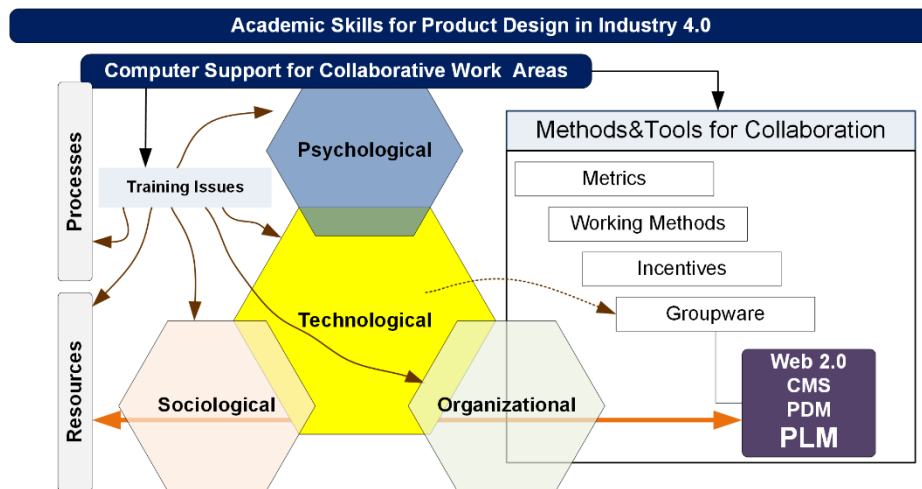 Academic Skills for Product Design in Industry 4.0
Computer Support for Collaborative Work Areas
Processes
Training Issues
Psychological
Methods&Tools for Collaboration
Metrics
Working Methods
Incentives
Groupware
Technological
Resources
Sociological
Organizational
Web 2.0
CMS
PDM
PLM